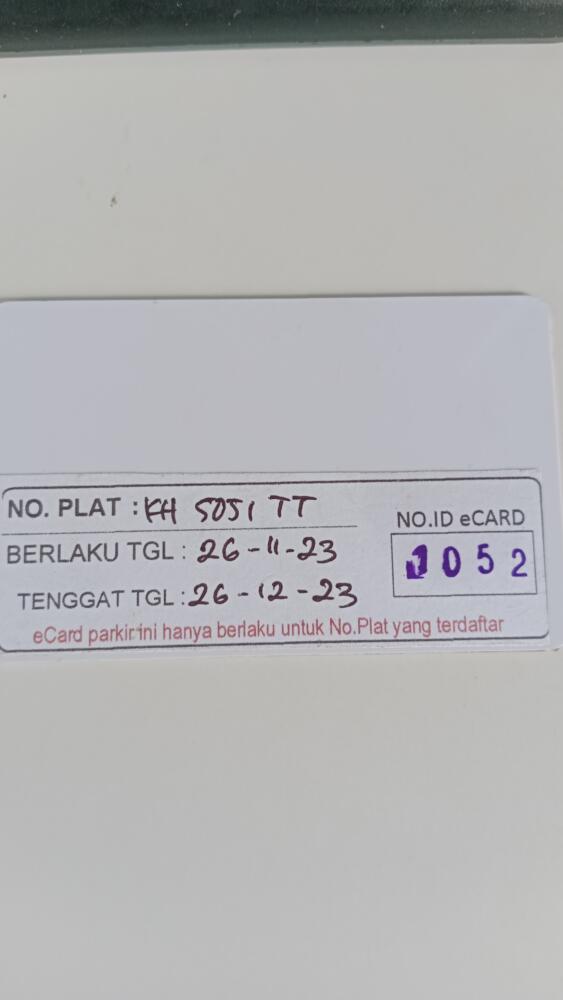 NO. PLAT : KH 5051 TT
BERLAKU TGL : 26-11-23
TENGGAT TGL : 26-12-23
NO.ID eCARD
1052
eCard parkir ini hanya berlaku untuk No.Plat yang terdaftar